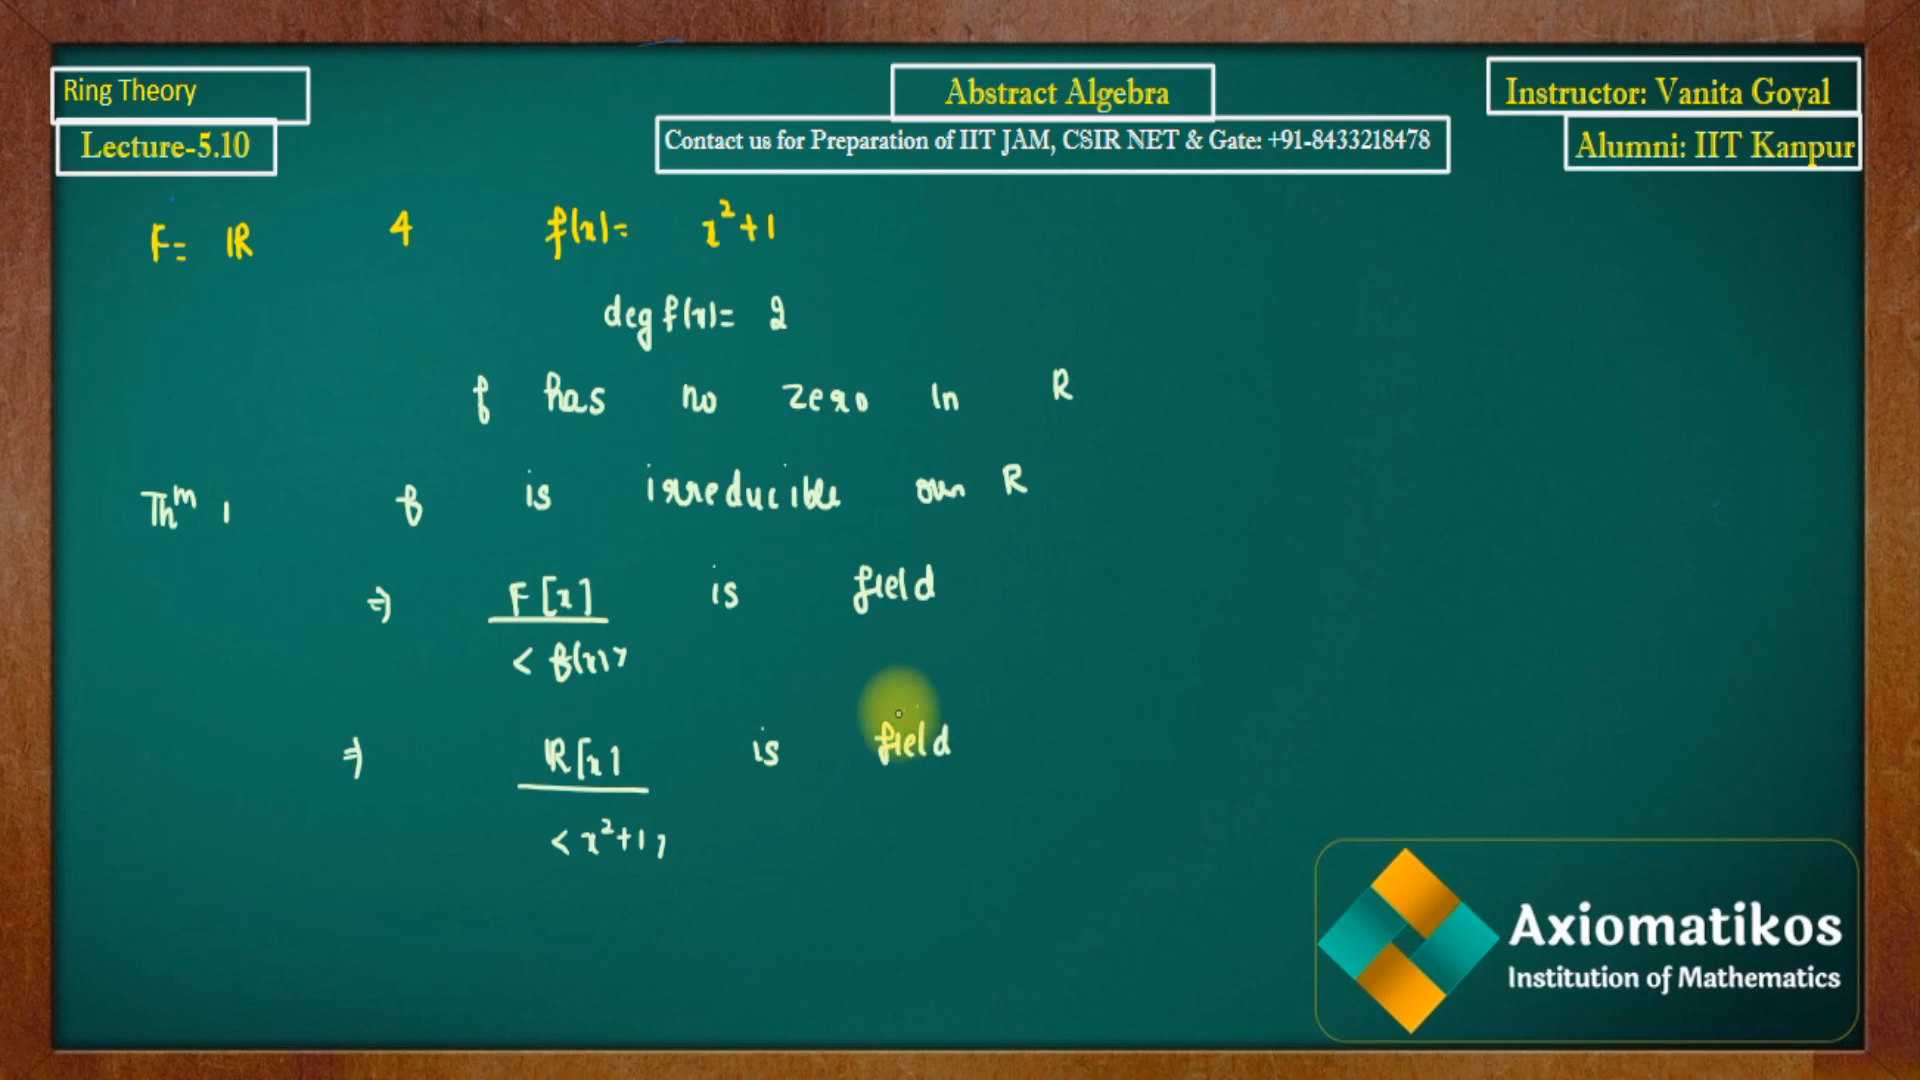 Ring Theory
Lecture-5.10
Abstract Algebra
Contact us for Preparation of IIT JAM, CSIR NET & Gate: +91-8433218478
Instructor: Vanita Goyal
Alumni: IIT Kanpur
F= ℝ 4 f(x)= x²+1
deg f(x)= 2
f has no zero in R
Thᵐ 1 f is irreducible over R
⇒ F[x] is field
<f(x)>
⇒ ℝ[x] is field
<x²+1>
Axiomatikos
Institution of Mathematics